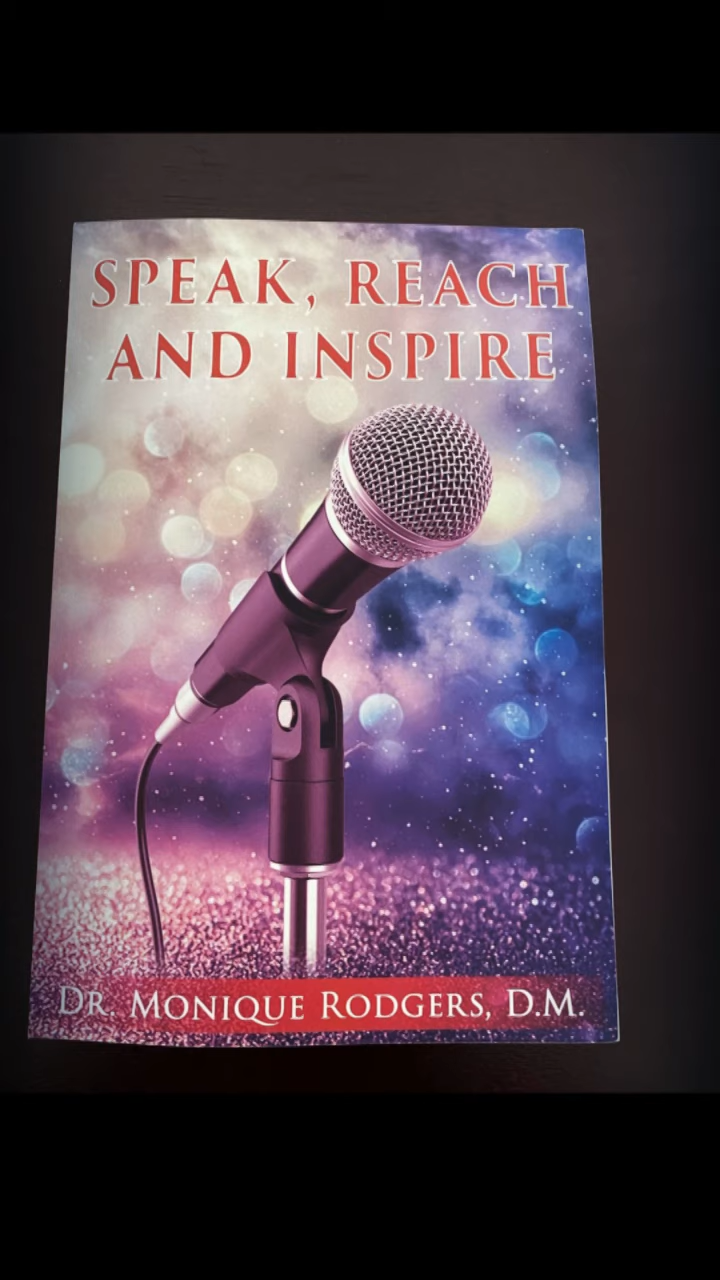 SPEAK, REACH
AND INSPIRE
DR. MONIQUE RODGERS, D.M.